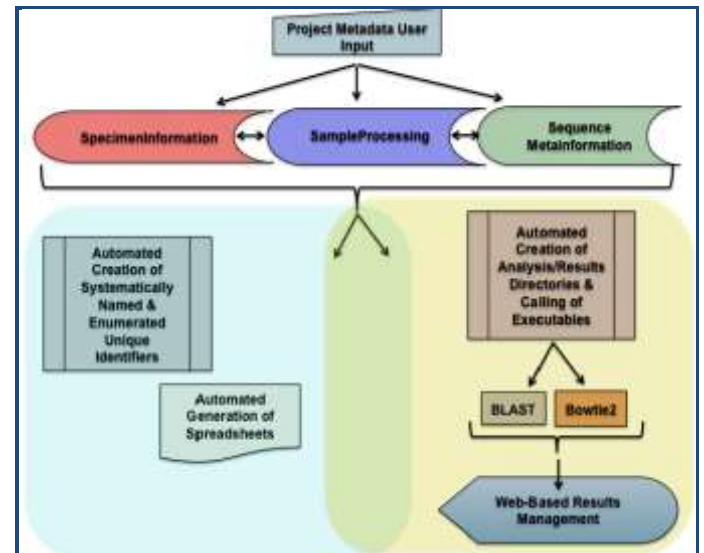 Project Metadata User
Input
SpecimenInformation
SampleProcessing
Sequence
Metainformation
Automated
Creation of
Systematically
Named &
Enumerated
Unique
Identifiers
Automated
Generation of
Spreadsheets
Automated
Creation of
Analysis/Results
Directories &
Calling of
Executables
BLAST
Bowtie2
Web-Based Results
Management